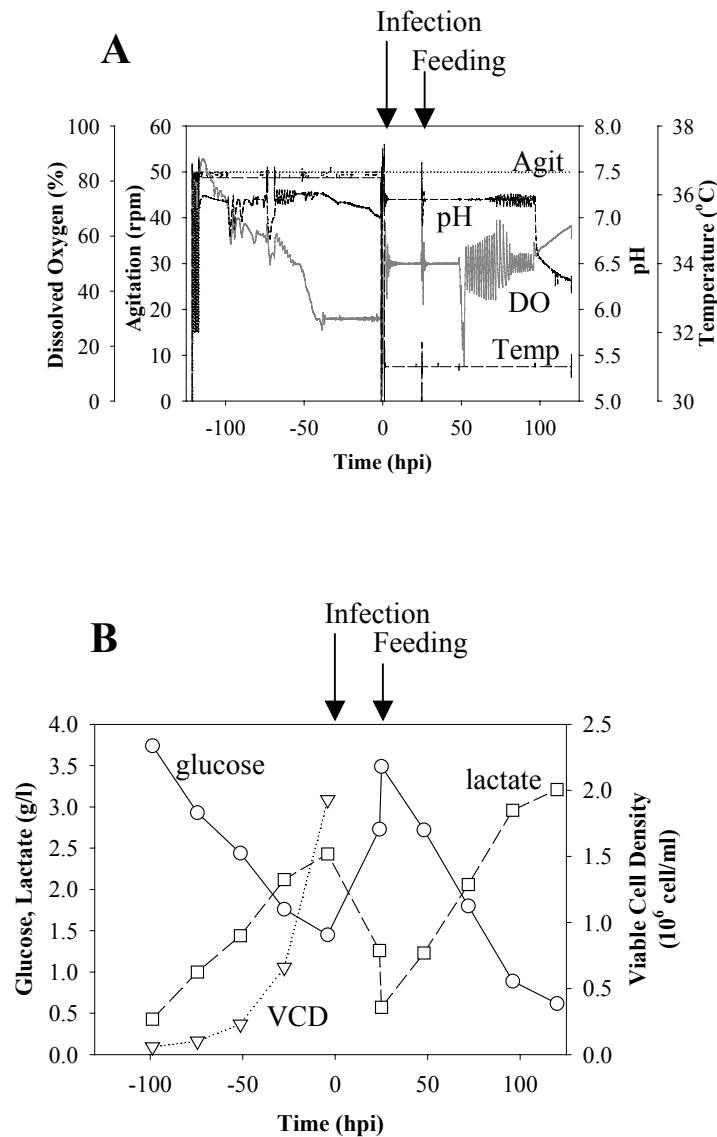 Infection
A
Feeding
100
80
60
40
20
0
Dissolved Oxygen (%)
60
50
40
30
20
10
0
Agitation (rpm)
Agit
pH
DO
Temp
8.0
7.5
7.0
6.5
6.0
5.5
5.0
pH
38
36
34
32
30
Temperature (°C)
-100 -50 0 50 100
Time (hpi)
Infection
B
Feeding
4.0
3.5
3.0
2.5
2.0
1.5
1.0
0.5
0.0
Glucose, Lactate (g/l)
glucose
lactate
VCD
2.5
2.0
1.5
1.0
0.5
0.0
Viable Cell Density
(10⁶ cell/ml)
-100 -50 0 50 100
Time (hpi)